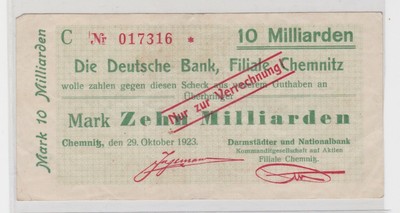 C № 017316 * 10 Milliarden
Mark 10 Milliarden
Die Deutsche Bank, Filiale Chemnitz
wolle zahlen gegen diesen Scheck aus unserem Guthaben an
Überbringer
Nur zur Verrechnung!
Mark Zehn Milliarden
Chemnitz, den 29. Oktober 1923.
Darmstädter und Nationalbank
Kommanditgesellschaft auf Aktien
Filiale Chemnitz.